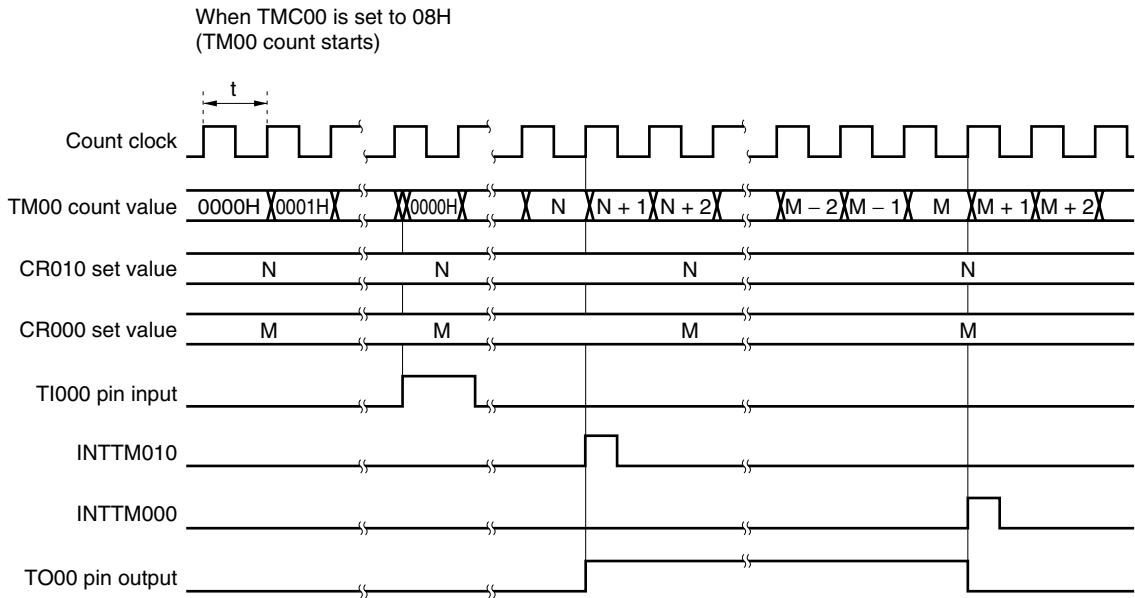 When TMC00 is set to 08H
(TM00 count starts)
t
Count clock
TM00 count value 0000H 0001H 0000H N N + 1 N + 2 M − 2 M − 1 M M + 1 M + 2
CR010 set value N N N N
CR000 set value M M M M
TI000 pin input
INTTM010
INTTM000
TO00 pin output